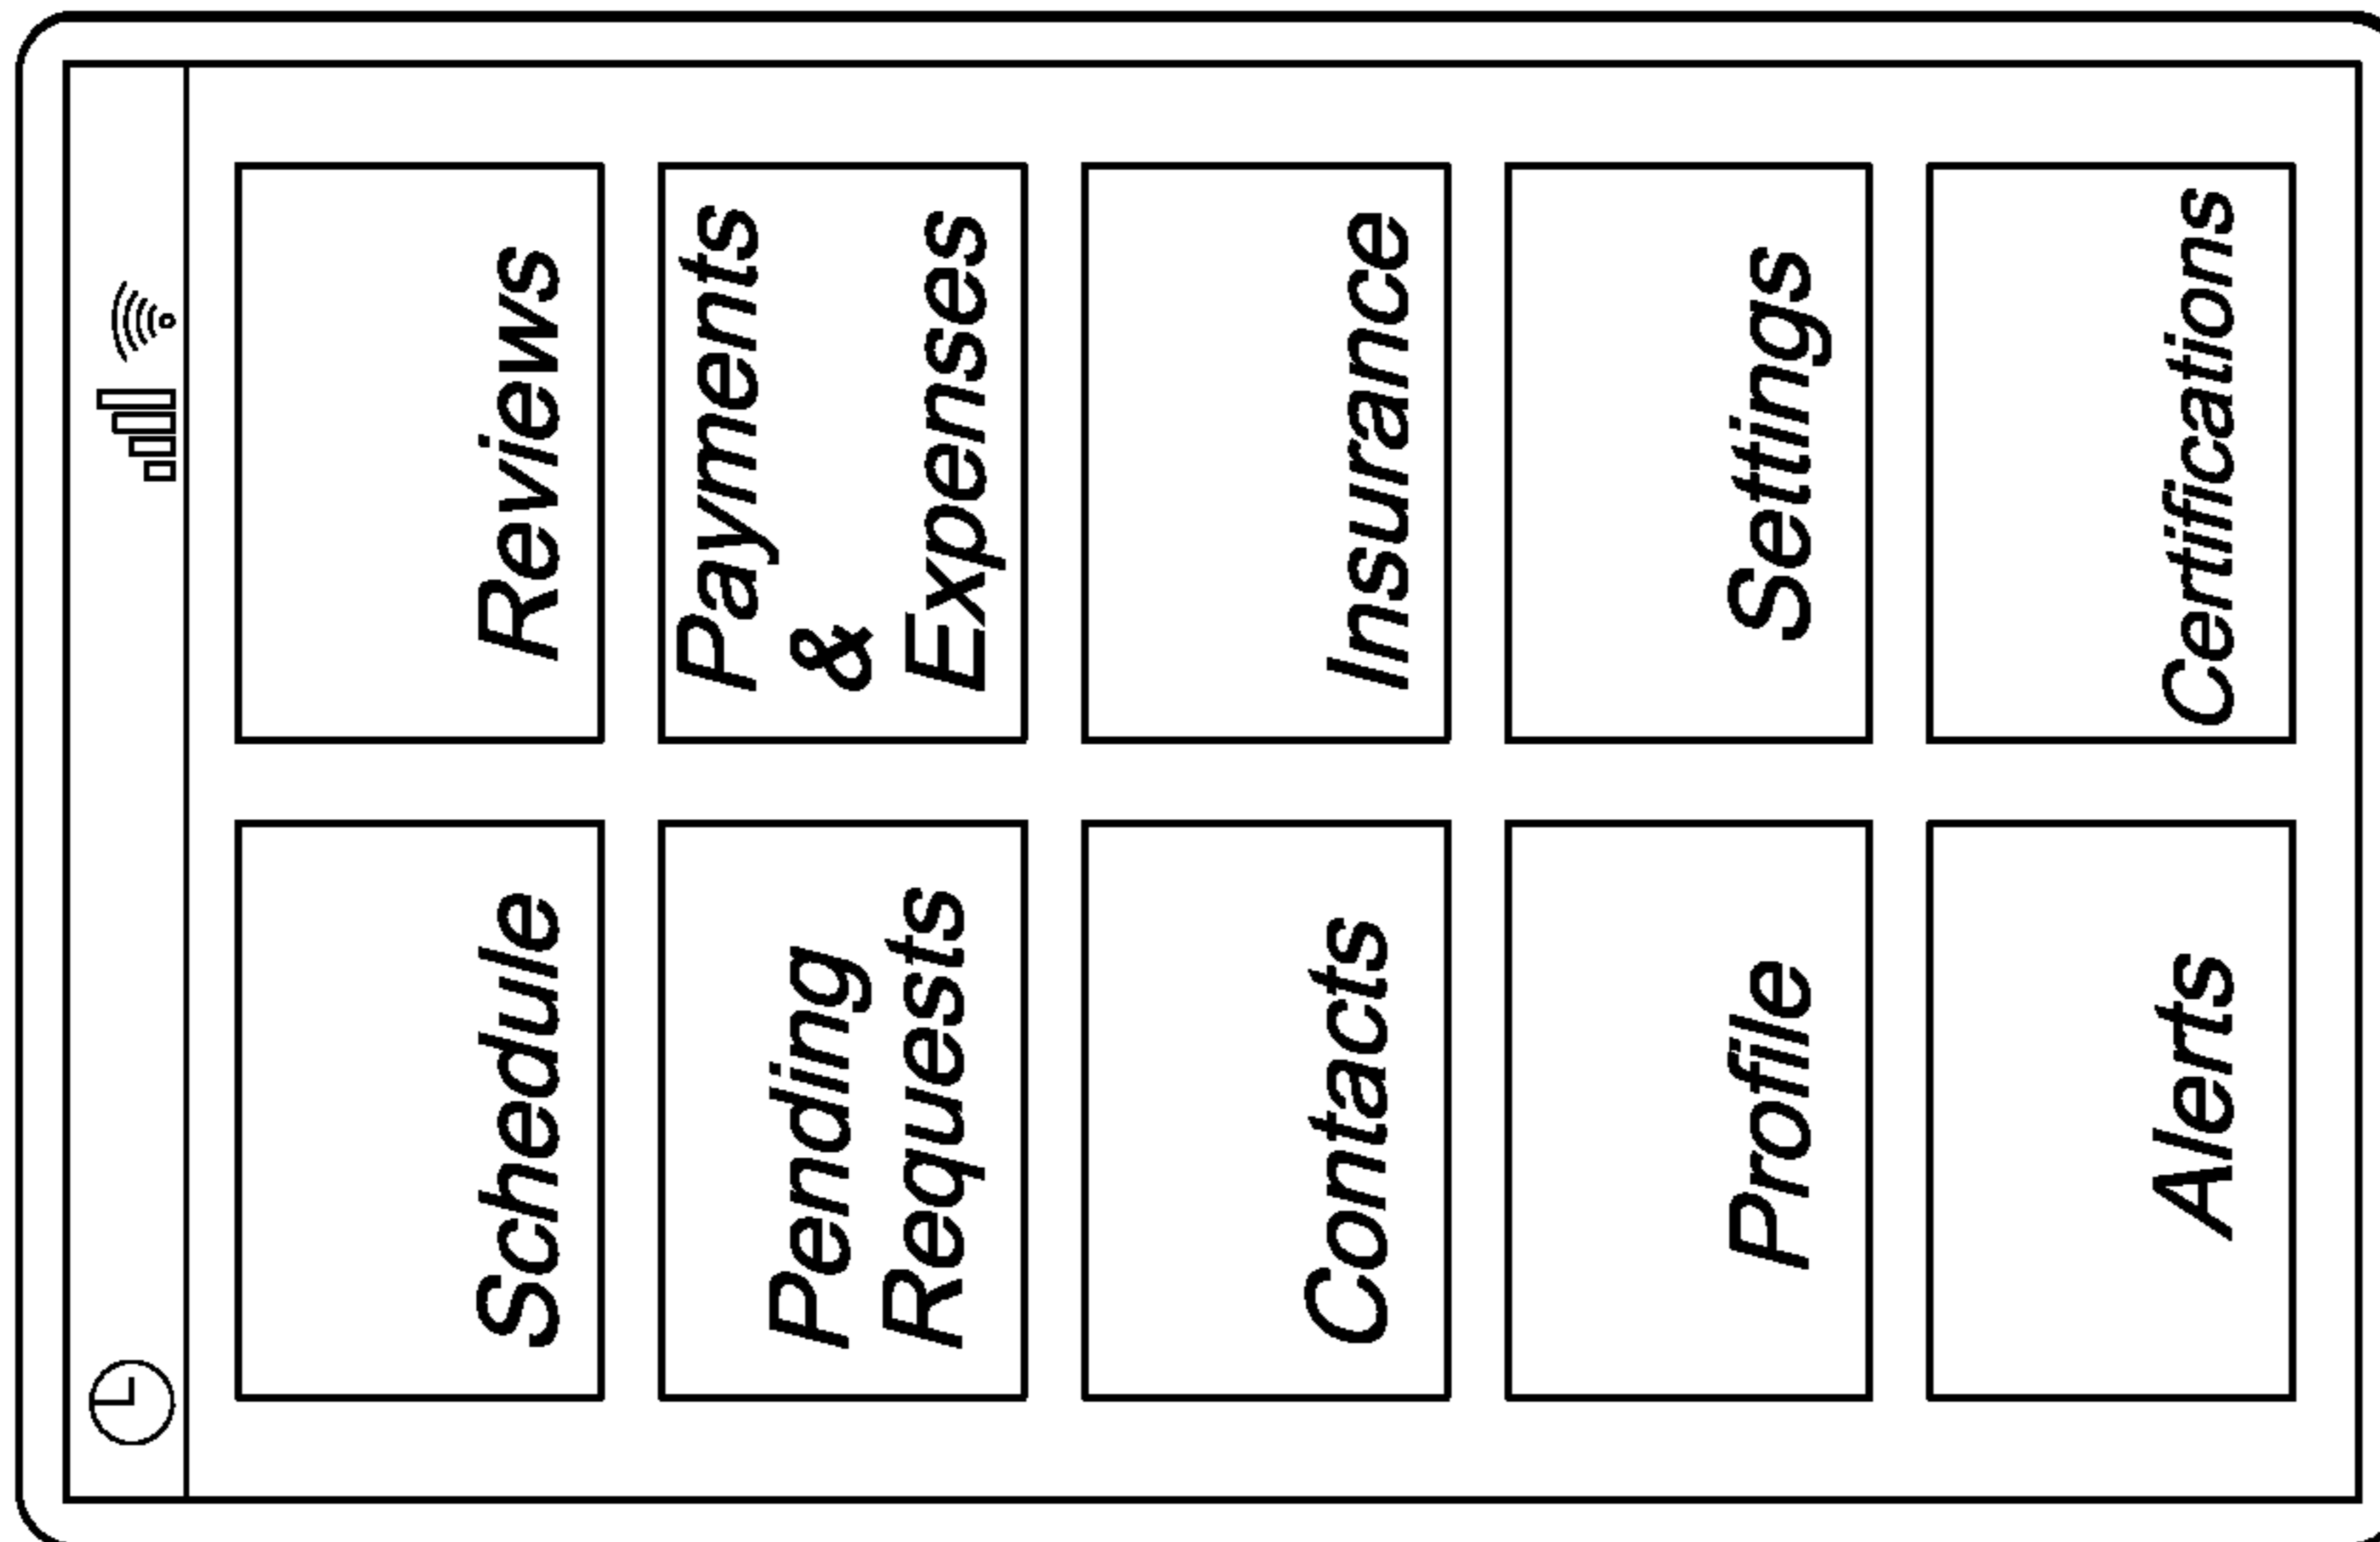 Schedule
Reviews
Pending
Requests
Payments
&
Expenses
Contacts
Insurance
Profile
Settings
Alerts
Certifications